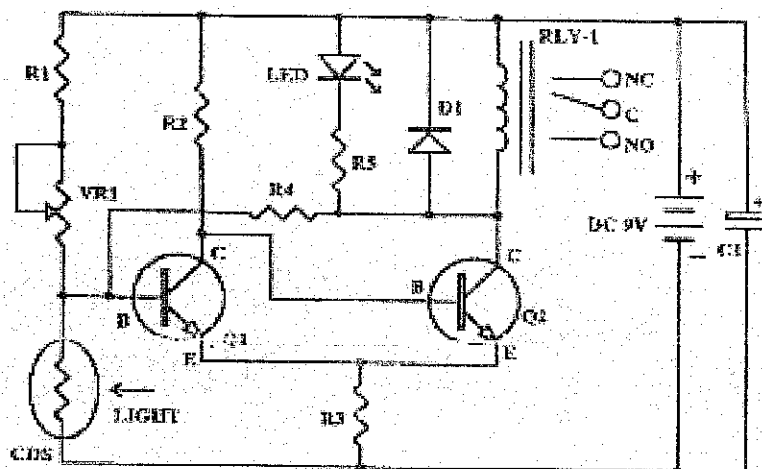 RLY-1
R1
LED
NC
D1
C
R2
NO
R5
+
VR1
R4
+
DC 9V
C1
-
C
C
B
B
Q1
Q2
E
E
LIGHT
R3
CDS